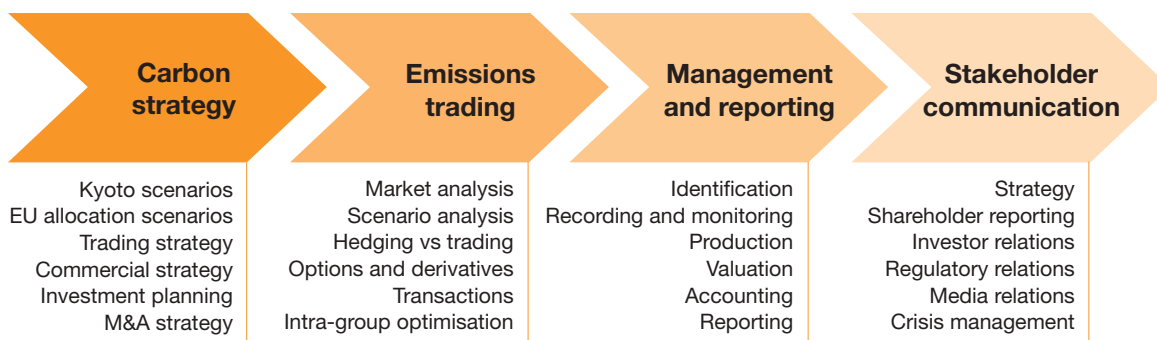 Carbon
strategy
Kyoto scenarios
EU allocation scenarios
Trading strategy
Commercial strategy
Investment planning
M&A strategy
Emissions
trading
Market analysis
Scenario analysis
Hedging vs trading
Options and derivatives
Transactions
Intra-group optimisation
Management
and reporting
Identification
Recording and monitoring
Production
Valuation
Accounting
Reporting
Stakeholder
communication
Strategy
Shareholder reporting
Investor relations
Regulatory relations
Media relations
Crisis management